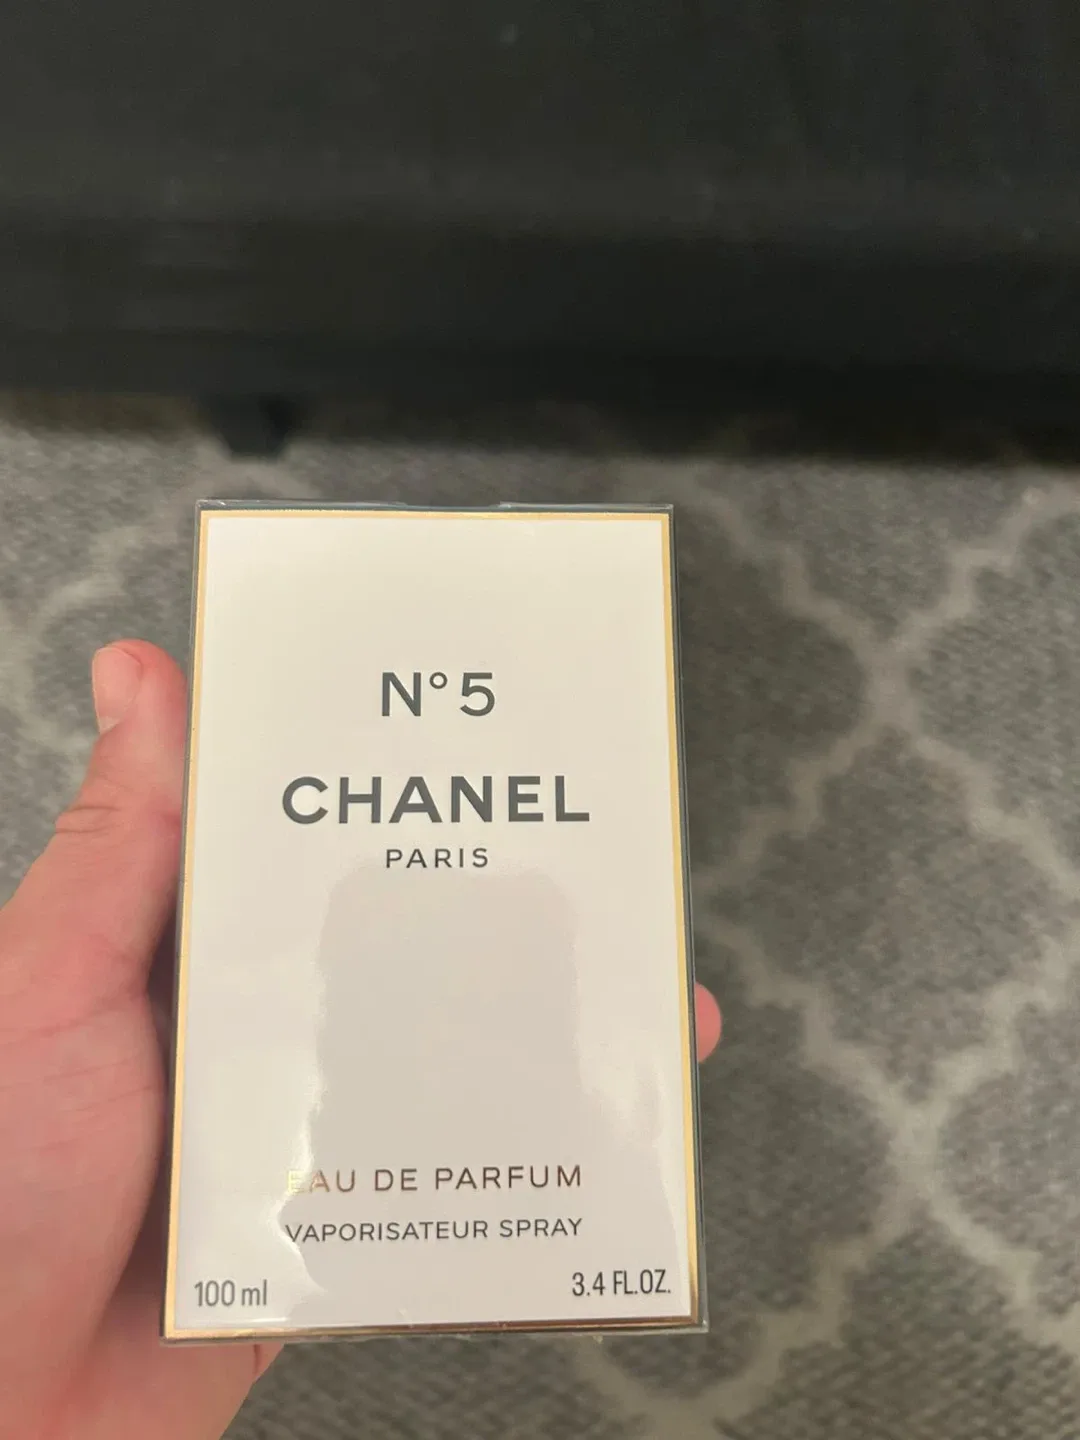 N°5
CHANEL
PARIS
EAU DE PARFUM
VAPORISATEUR SPRAY
100 ml 3.4 FL.OZ.